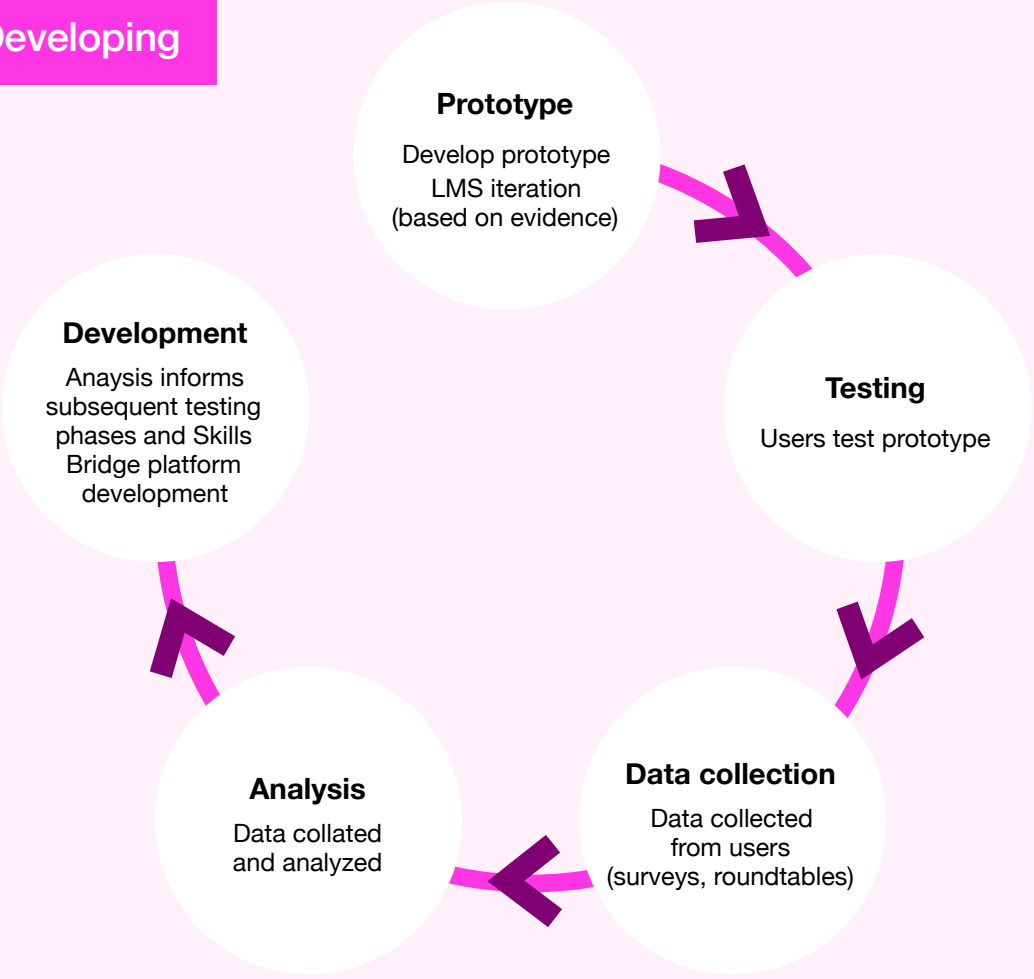 Developing
Prototype
Develop prototype
LMS iteration
(based on evidence)
Testing
Users test prototype
Data collection
Data collected
from users
(surveys, roundtables)
Analysis
Data collated
and analyzed
Development
Anaysis informs
subsequent testing
phases and Skills
Bridge platform
development